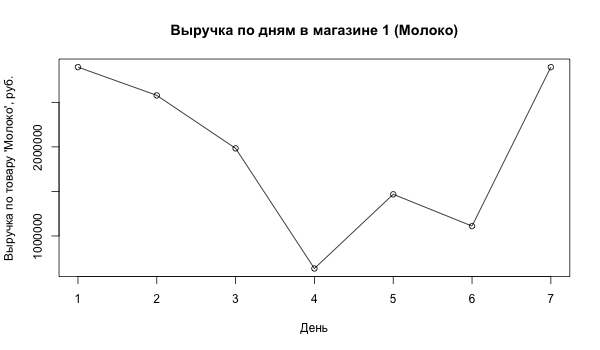 Выручка по дням в магазине 1 (Молоко)
Выручка по товару 'Молоко', руб.
2000000
1000000
1 2 3 4 5 6 7
День